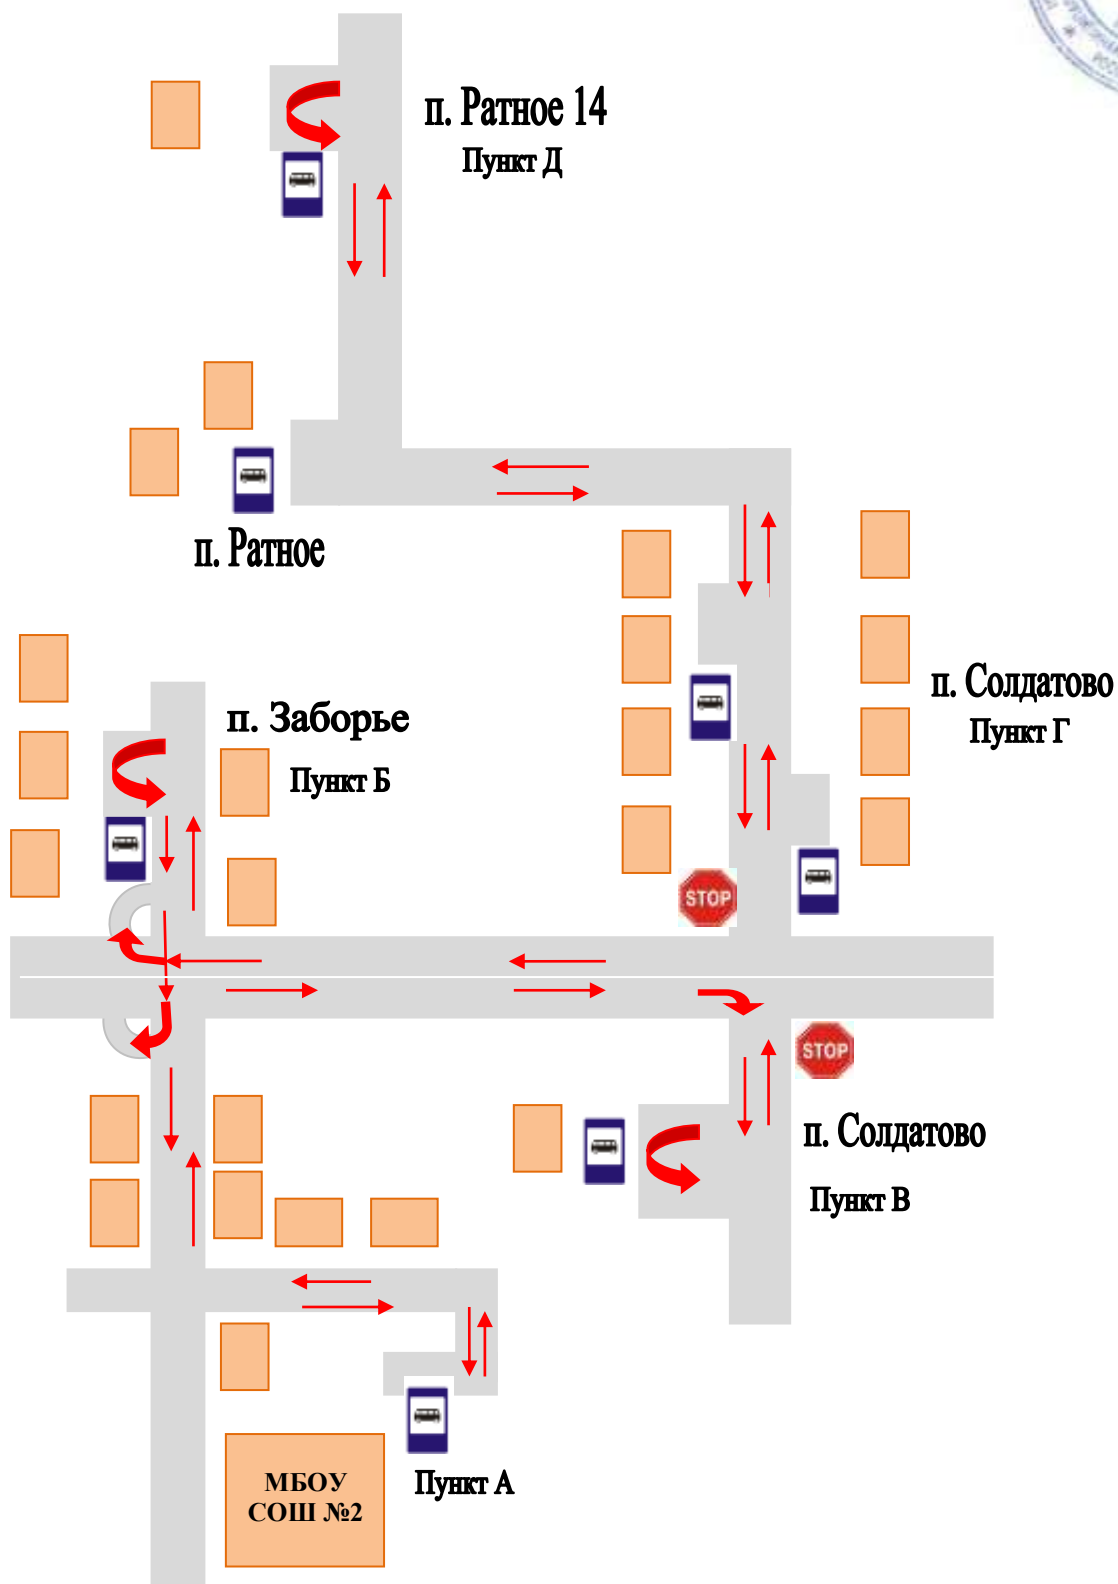 п. Ратное 14
Пункт Д
п. Ратное
п. Солдатово
Пункт Г
п. Заборье
Пункт Б
STOP
STOP
п. Солдатово
Пункт В
МБОУ
СОШ №2
Пункт А